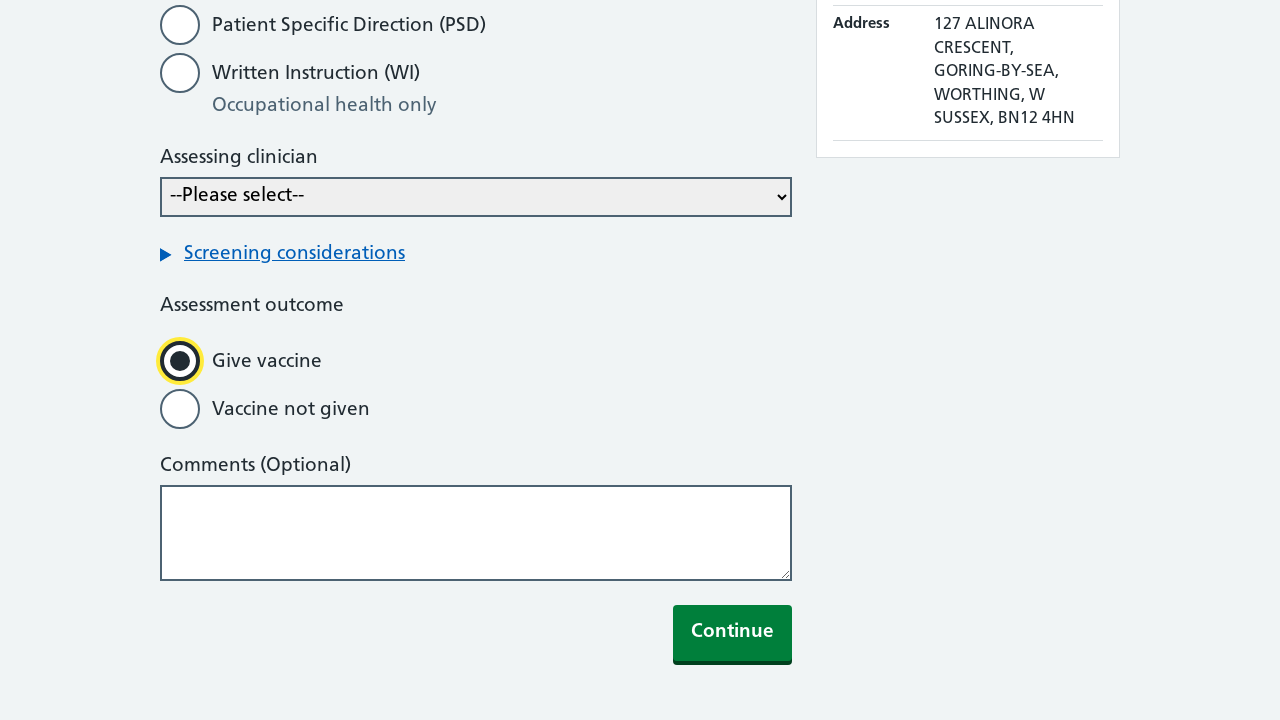 Patient Specific Direction (PSD)
Written Instruction (WI)
Occupational health only
Assessing clinician
--Please select--
Screening considerations
Assessment outcome
Give vaccine
Vaccine not given
Comments (Optional)
Continue
Address
127 ALINORA
CRESCENT,
GORING-BY-SEA,
WORTHING, W
SUSSEX, BN12 4HN